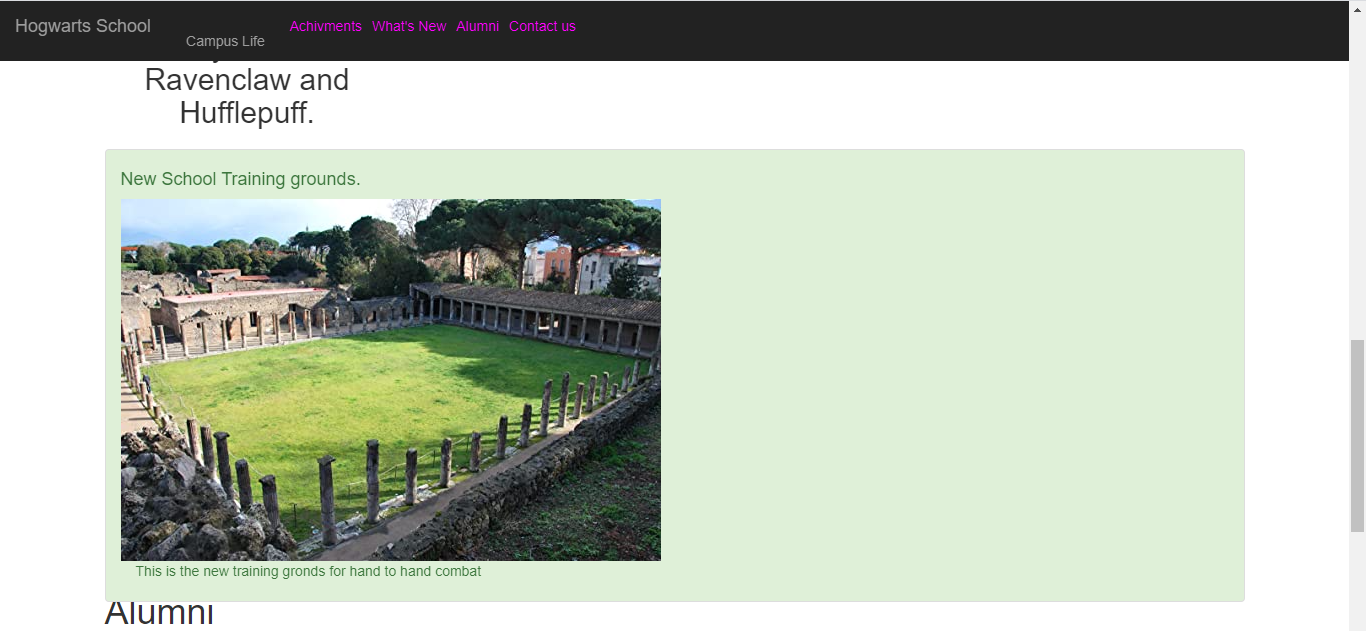 Hogwarts School
Campus Life
Achivments What's New Alumni Contact us
Ravenclaw and
Hufflepuff.
New School Training grounds.
This is the new training gronds for hand to hand combat
Alumni